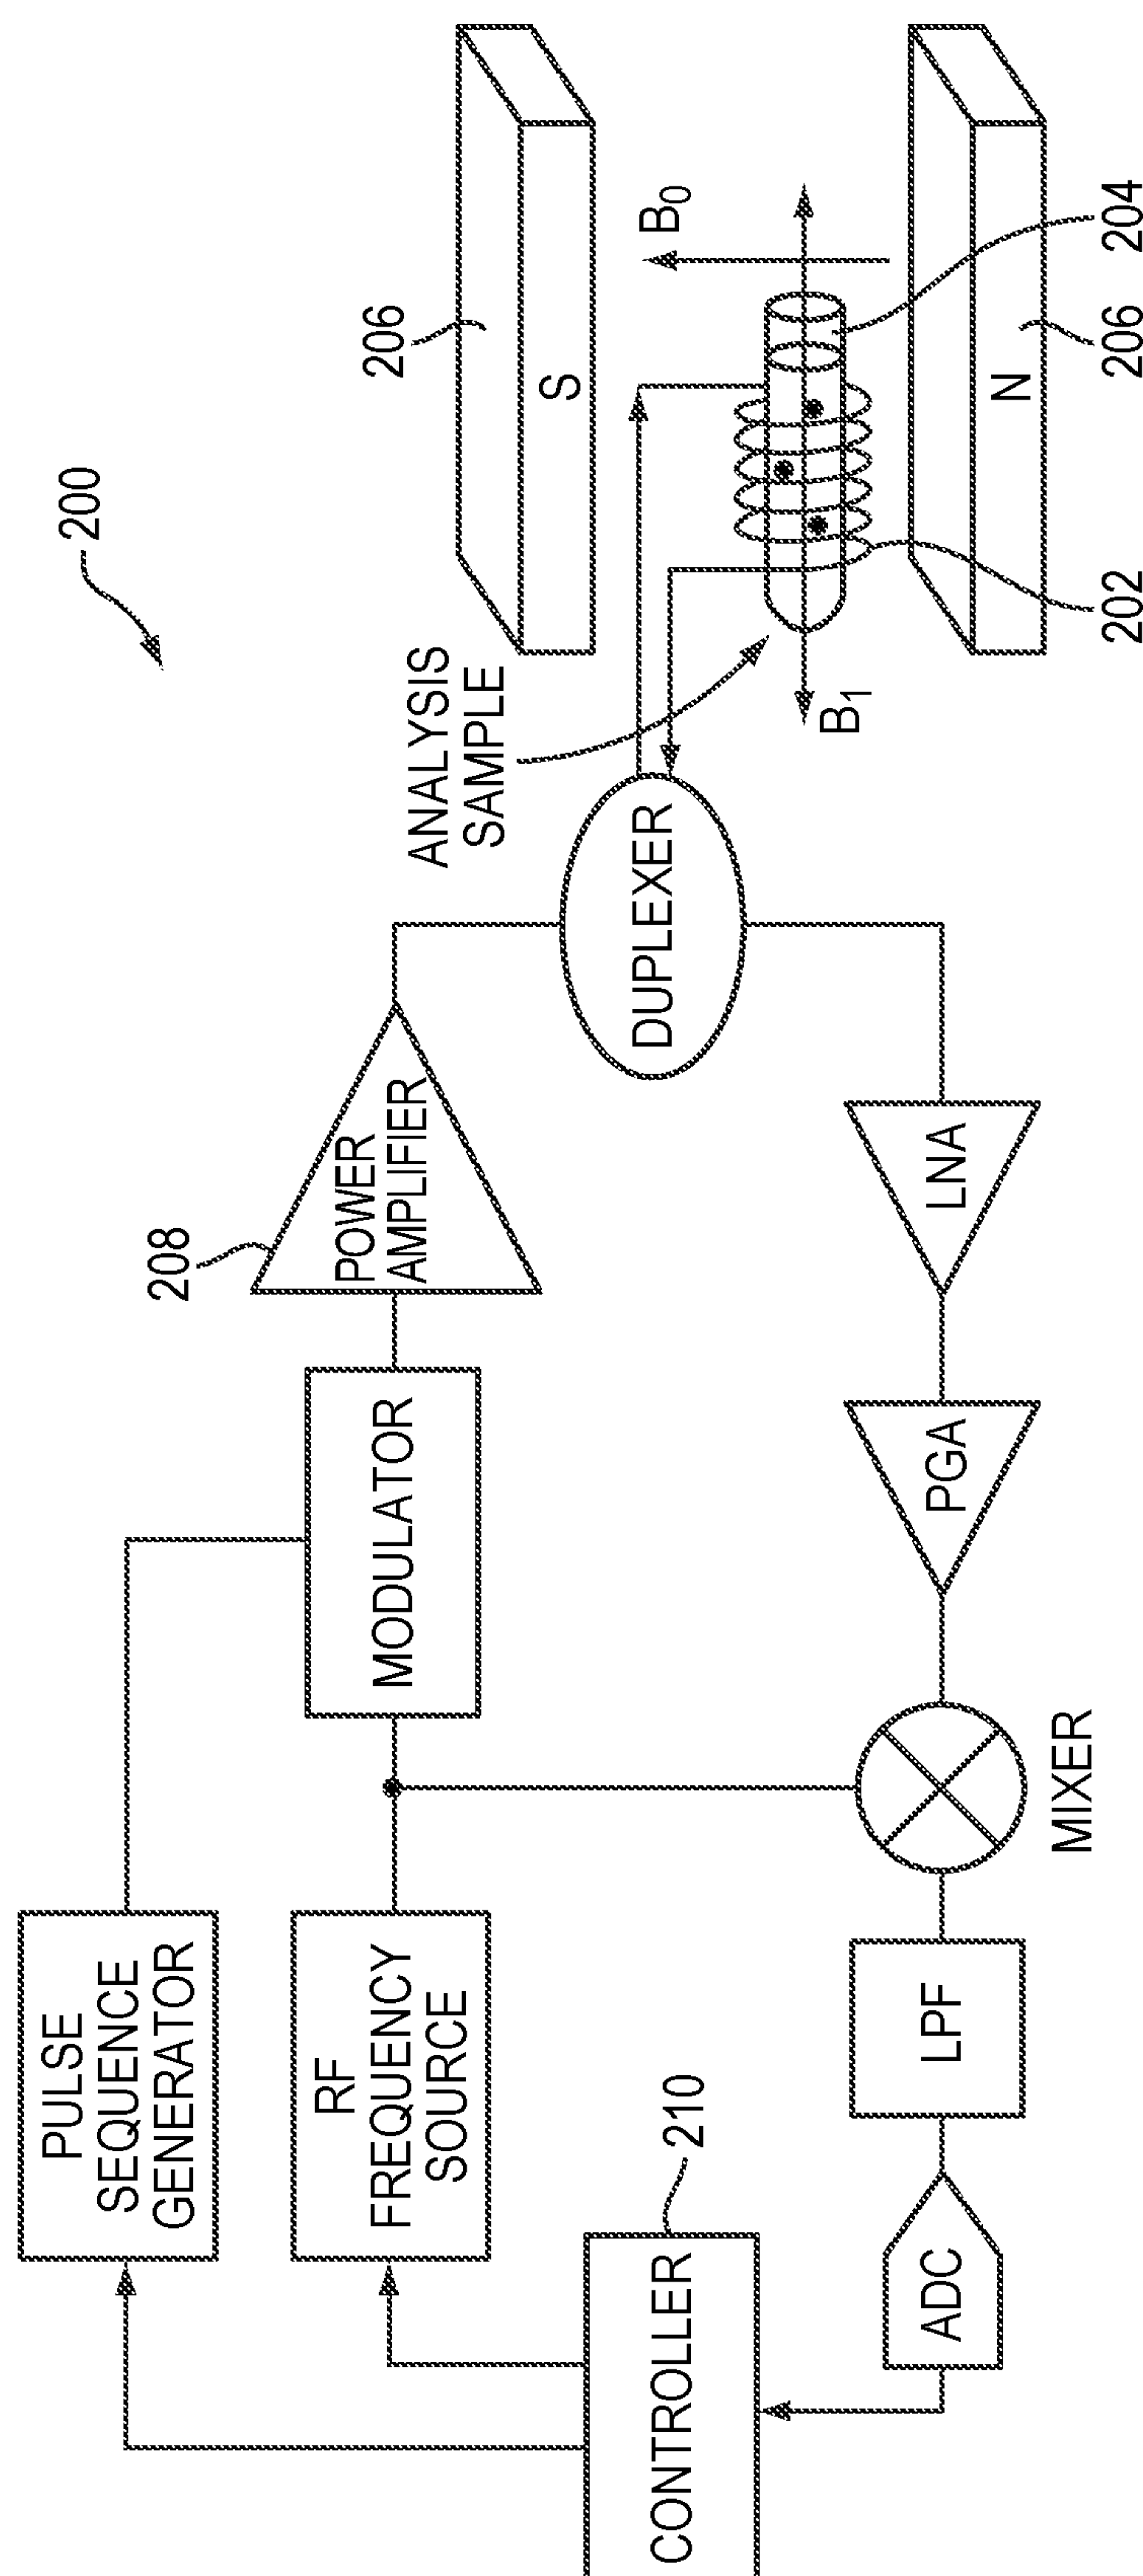 200
PULSE
SEQUENCE
GENERATOR
RF
FREQUENCY
SOURCE
MODULATOR
208
POWER
AMPLIFIER
DUPLEXER
ANALYSIS
SAMPLE
206
S
B0
B1
204
202
N
206
CONTROLLER
210
ADC
LPF
MIXER
PGA
LNA